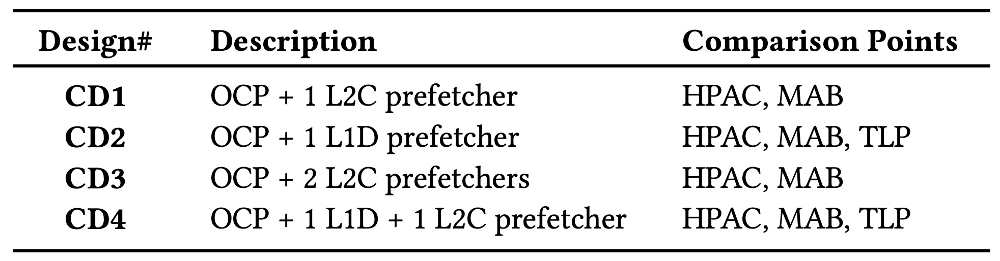 Design# Description Comparison Points
CD1 OCP + 1 L2C prefetcher HPAC, MAB
CD2 OCP + 1 L1D prefetcher HPAC, MAB, TLP
CD3 OCP + 2 L2C prefetchers HPAC, MAB
CD4 OCP + 1 L1D + 1 L2C prefetcher HPAC, MAB, TLP